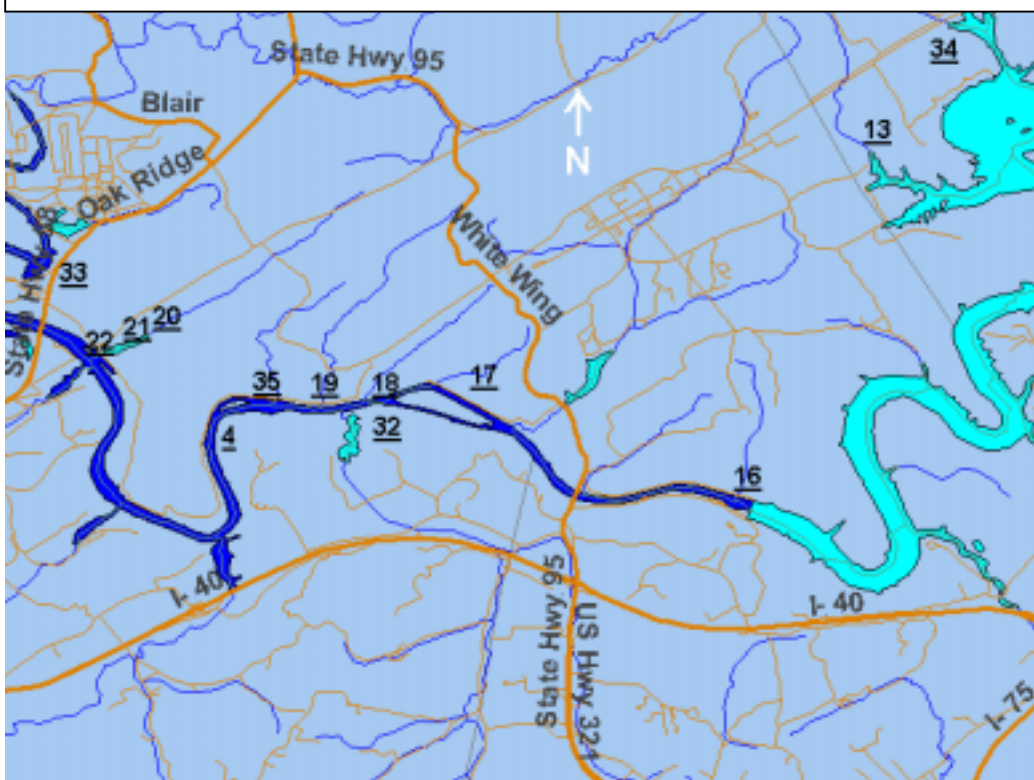 State Hwy 95
34
Blair
13
N
Oak Ridge
White Wing
33
20
21
22
17
35
19
18
4
32
16
I- 40
State Hwy 95
I- 40
US Hwy 321
I- 75